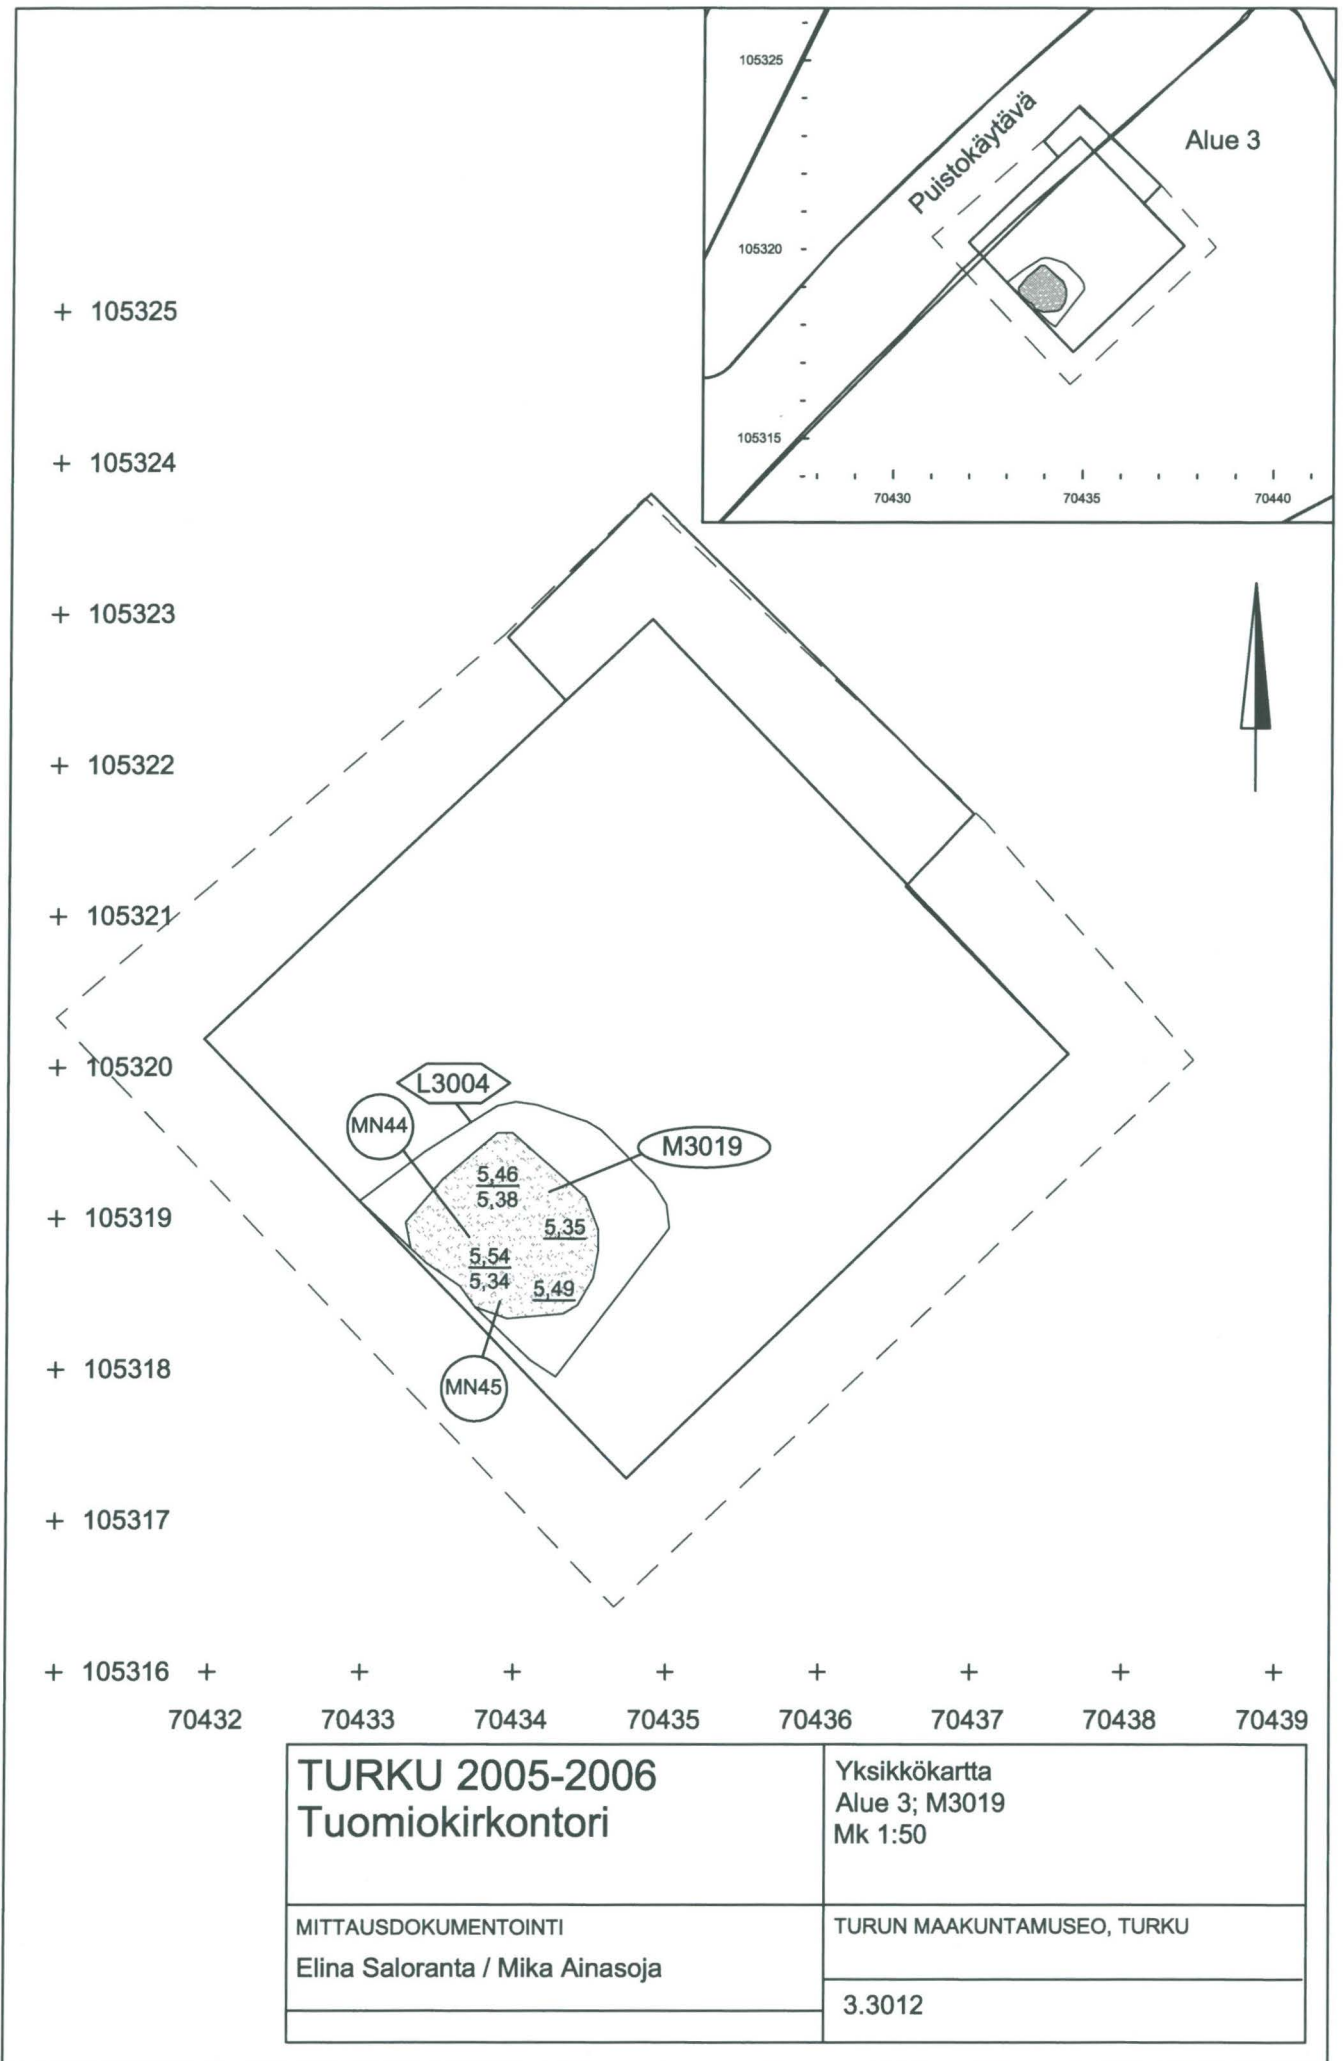 105325
Puistokäytävä
Alue 3
105320
105315
70430 70435 70440
+ 105325
+ 105324
+ 105323
+ 105322
+ 105321
+ 105320
L3004
MN44
M3019
5,46
5,38
+ 105319
5,35
5,54
5,34
5,49
+ 105318
MN45
+ 105317
+ 105316 + + + + + + + +
70432 70433 70434 70435 70436 70437 70438 70439
TURKU 2005-2006
Tuomiokirkontori
Yksikkökartta
Alue 3; M3019
Mk 1:50
MITTAUSDOKUMENTOINTI
Elina Saloranta / Mika Ainasoja
TURUN MAAKUNTAMUSEO, TURKU
3.3012